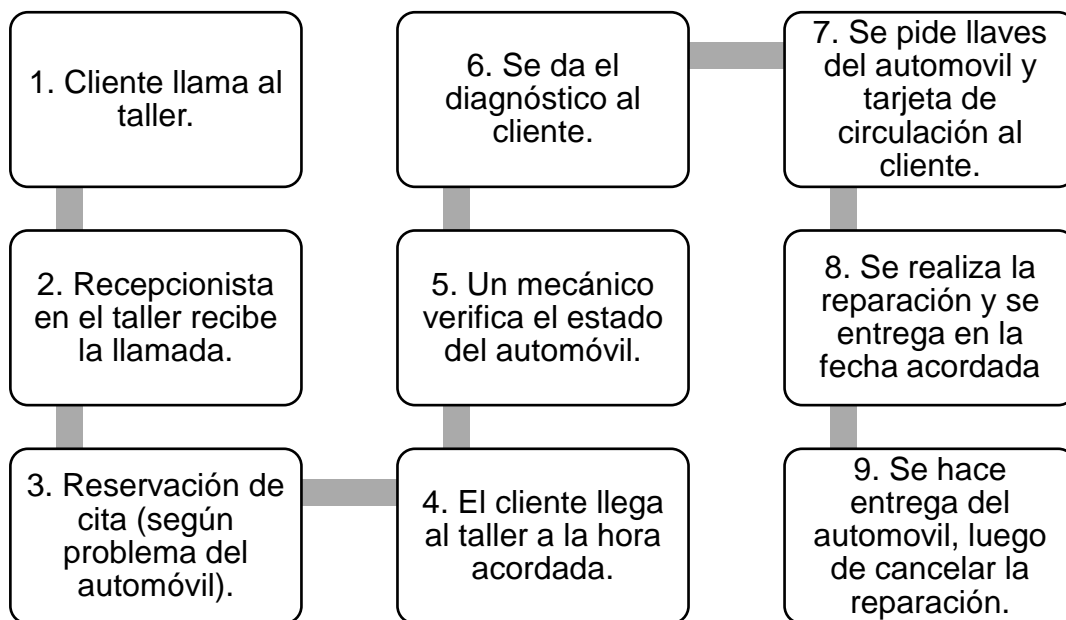 1. Cliente llama al
taller.
2. Recepcionista
en el taller recibe
la llamada.
3. Reservación de
cita (según
problema del
automóvil).
4. El cliente llega
al taller a la hora
acordada.
5. Un mecánico
verifica el estado
del automóvil.
6. Se da el
diagnóstico al
cliente.
7. Se pide llaves
del automovil y
tarjeta de
circulación al
cliente.
8. Se realiza la
reparación y se
entrega en la
fecha acordada
9. Se hace
entrega del
automovil, luego
de cancelar la
reparación.